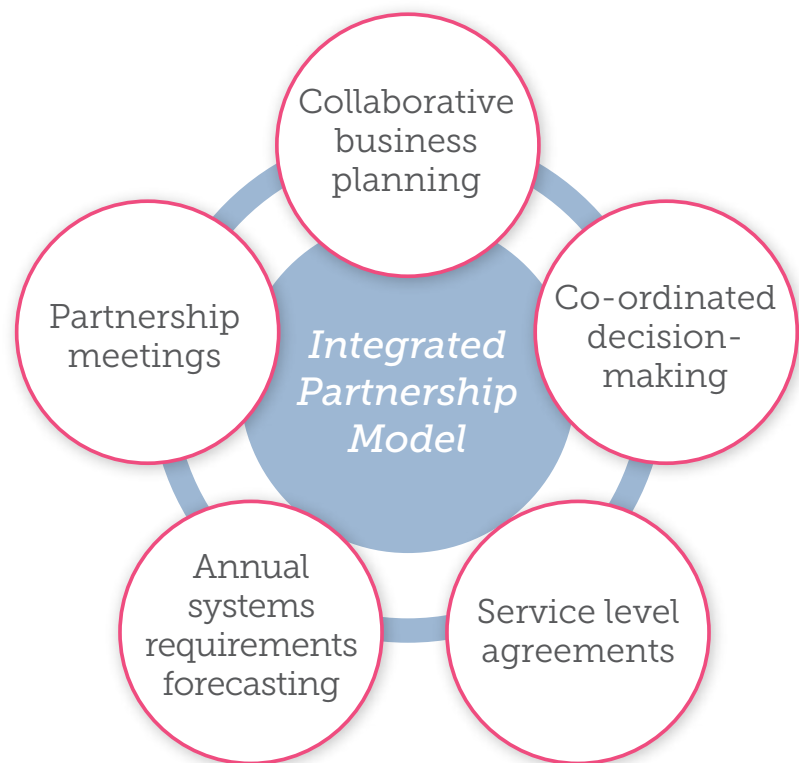 Collaborative
business
planning
Co-ordinated
decision-
making
Service level
agreements
Annual
systems
requirements
forecasting
Partnership
meetings
Integrated
Partnership
Model